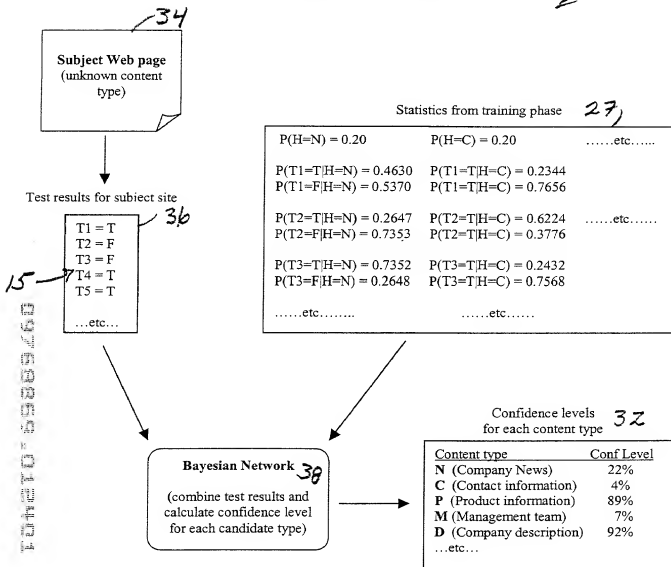 34
Subject Web page
(unknown content
type)
Statistics from training phase 27
P(H=N) = 0.20 P(H=C) = 0.20 ……etc……
P(T1=T|H=N) = 0.4630 P(T1=T|H=C) = 0.2344
P(T1=F|H=N) = 0.5370 P(T1=T|H=C) = 0.7656
P(T2=T|H=N) = 0.2647 P(T2=T|H=C) = 0.6224 ……etc……
P(T2=F|H=N) = 0.7353 P(T2=F|H=C) = 0.3776
P(T3=T|H=N) = 0.7352 P(T3=T|H=C) = 0.2432
P(T3=F|H=N) = 0.2648 P(T3=T|H=C) = 0.7568
……etc…….. ……etc……
Test results for subject site
36
T1 = T
T2 = F
T3 = F
15 T4 = T
T5 = T
…etc…
Bayesian Network 38
(combine test results and
calculate confidence level
for each candidate type)
Confidence levels
for each content type 32
Content type Conf Level
N (Company News) 22%
C (Contact information) 4%
P (Product information) 89%
M (Management team) 7%
D (Company description) 92%
…etc…